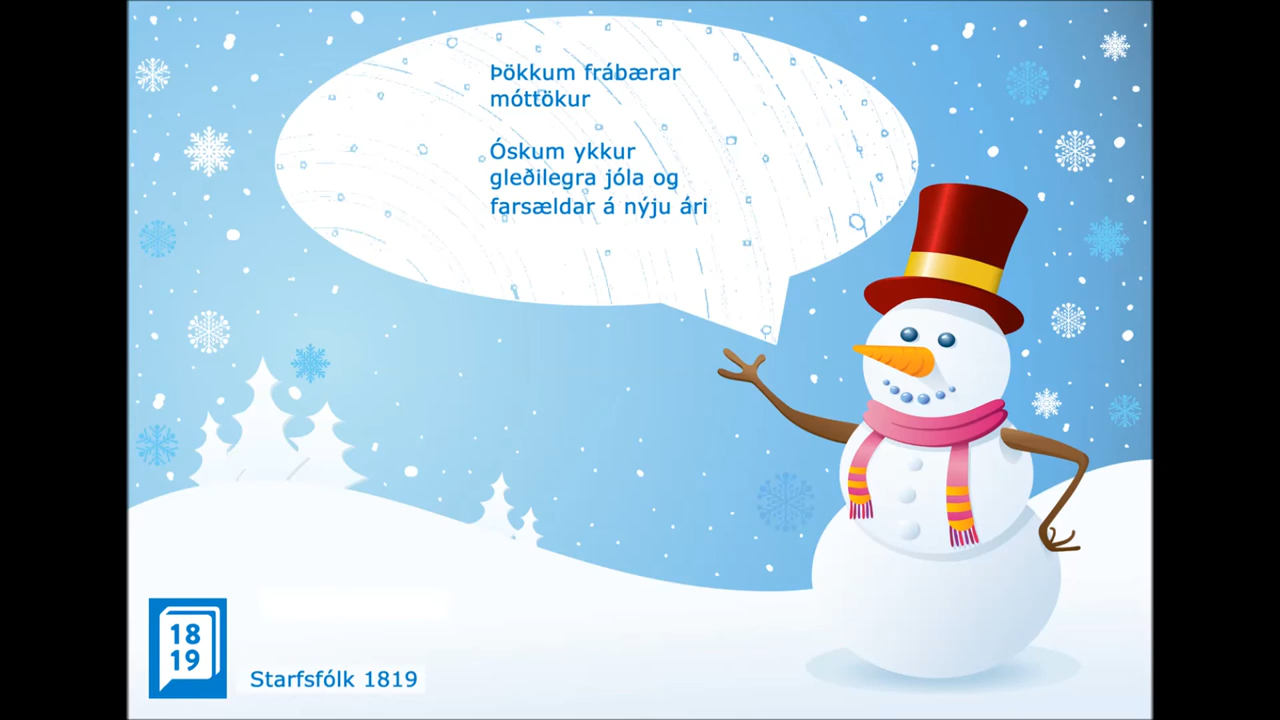 Þökkum frábærar
móttökur
Óskum ykkur
gleðilegra jóla og
farsældar á nýju ári
18
19
Starfsfólk 1819